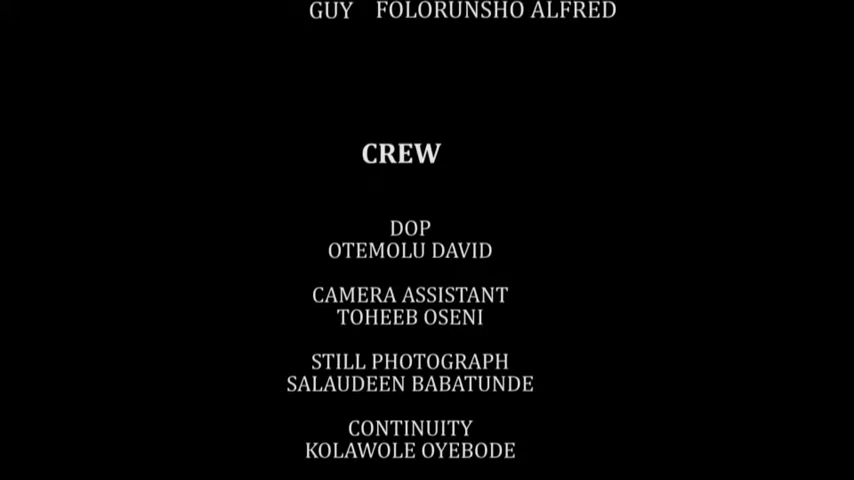 GUY FOLORUNSHO ALFRED
CREW
DOP
OTEMOLU DAVID
CAMERA ASSISTANT
TOHEEB OSENI
STILL PHOTOGRAPH
SALAUDEEN BABATUNDE
CONTINUITY
KOLAWOLE OYEBODE